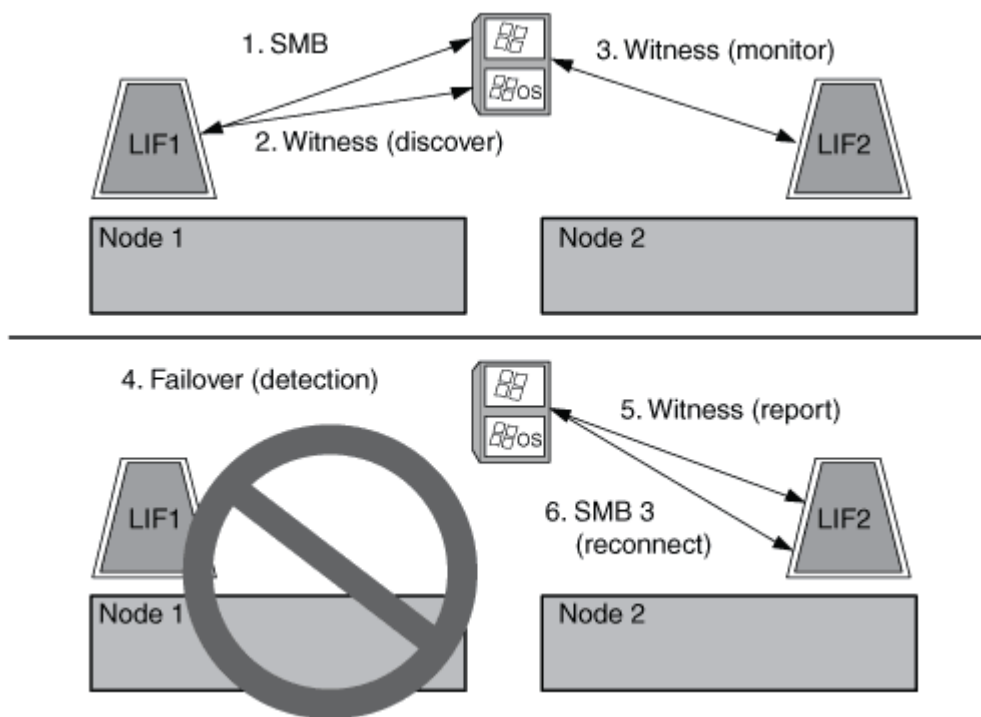 1. SMB
3. Witness (monitor)
LIF1
2. Witness (discover)
OS
LIF2
Node 1
Node 2
4. Failover (detection)
5. Witness (report)
OS
LIF1
6. SMB 3
(reconnect)
LIF2
Node 1
Node 2